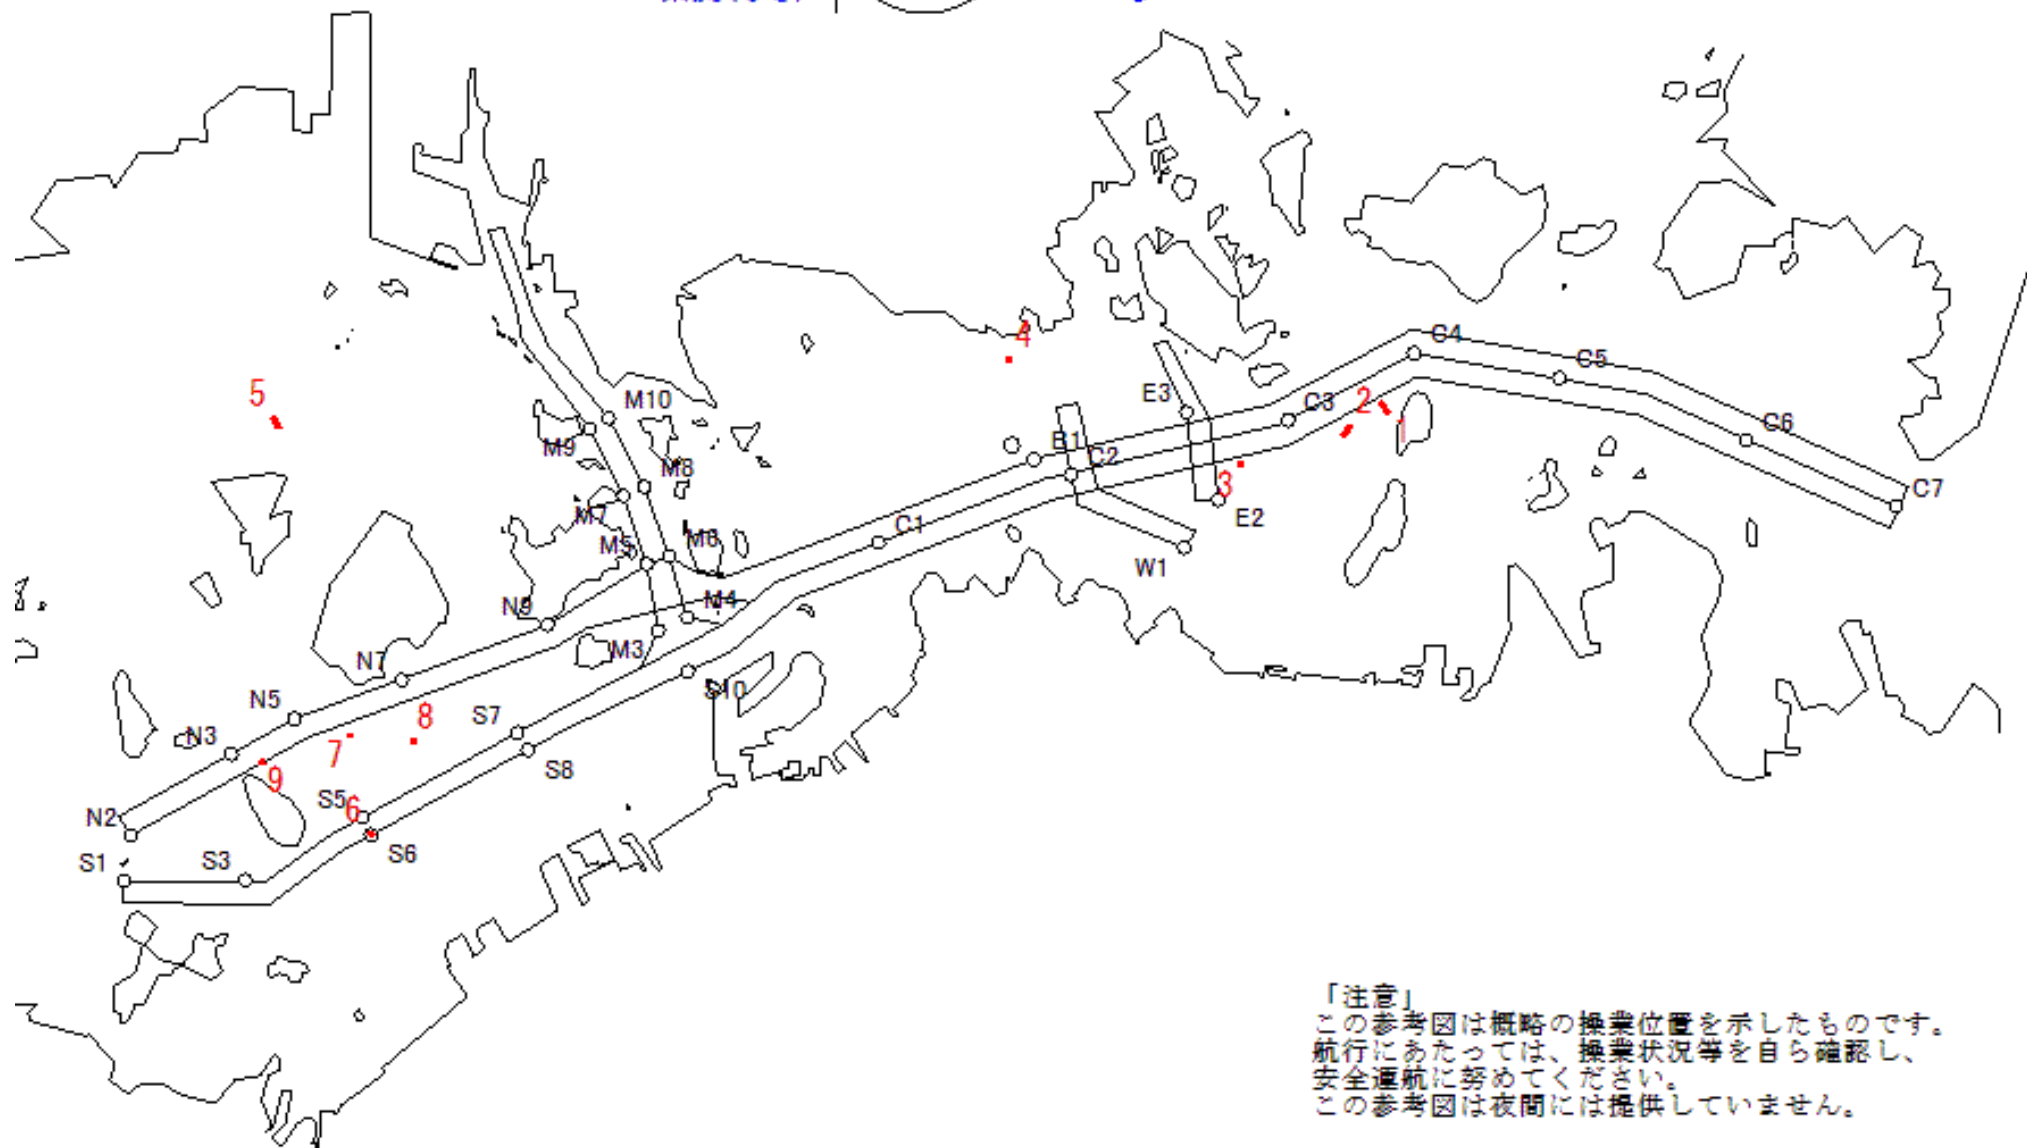 4
C4
C5
5
M10
E3
2
C3
1
C6
M9
B1
C2
M8
3
C7
M7
E2
M5
M6
C1
W1
N9
M4
M3
N7
S10
N5
8
S7
N3
7
9
S8
S5
6
N2
S6
S1
S3
「注意」
この参考図は概略の操業位置を示したものです。
航行にあたっては、操業状況等を自ら確認し、
安全運航に努めてください。
この参考図は夜間には提供していません。